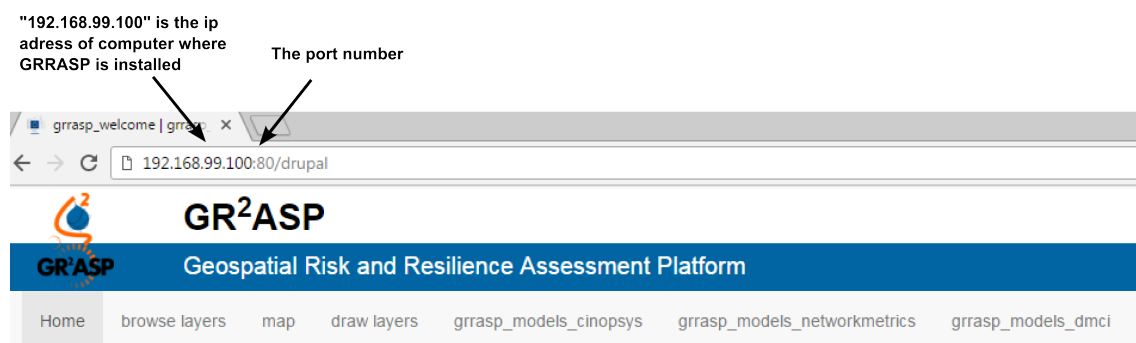 "192.168.99.100" is the ip
adress of computer where
GRRASP is installed
The port number
grrasp_welcome | grrasp_
192.168.99.100:80/drupal
GR²ASP
GR²ASP
Geospatial Risk and Resilience Assessment Platform
Home browse layers map draw layers grrasp_models_cinopsys grrasp_models_networkmetrics grrasp_models_dmci